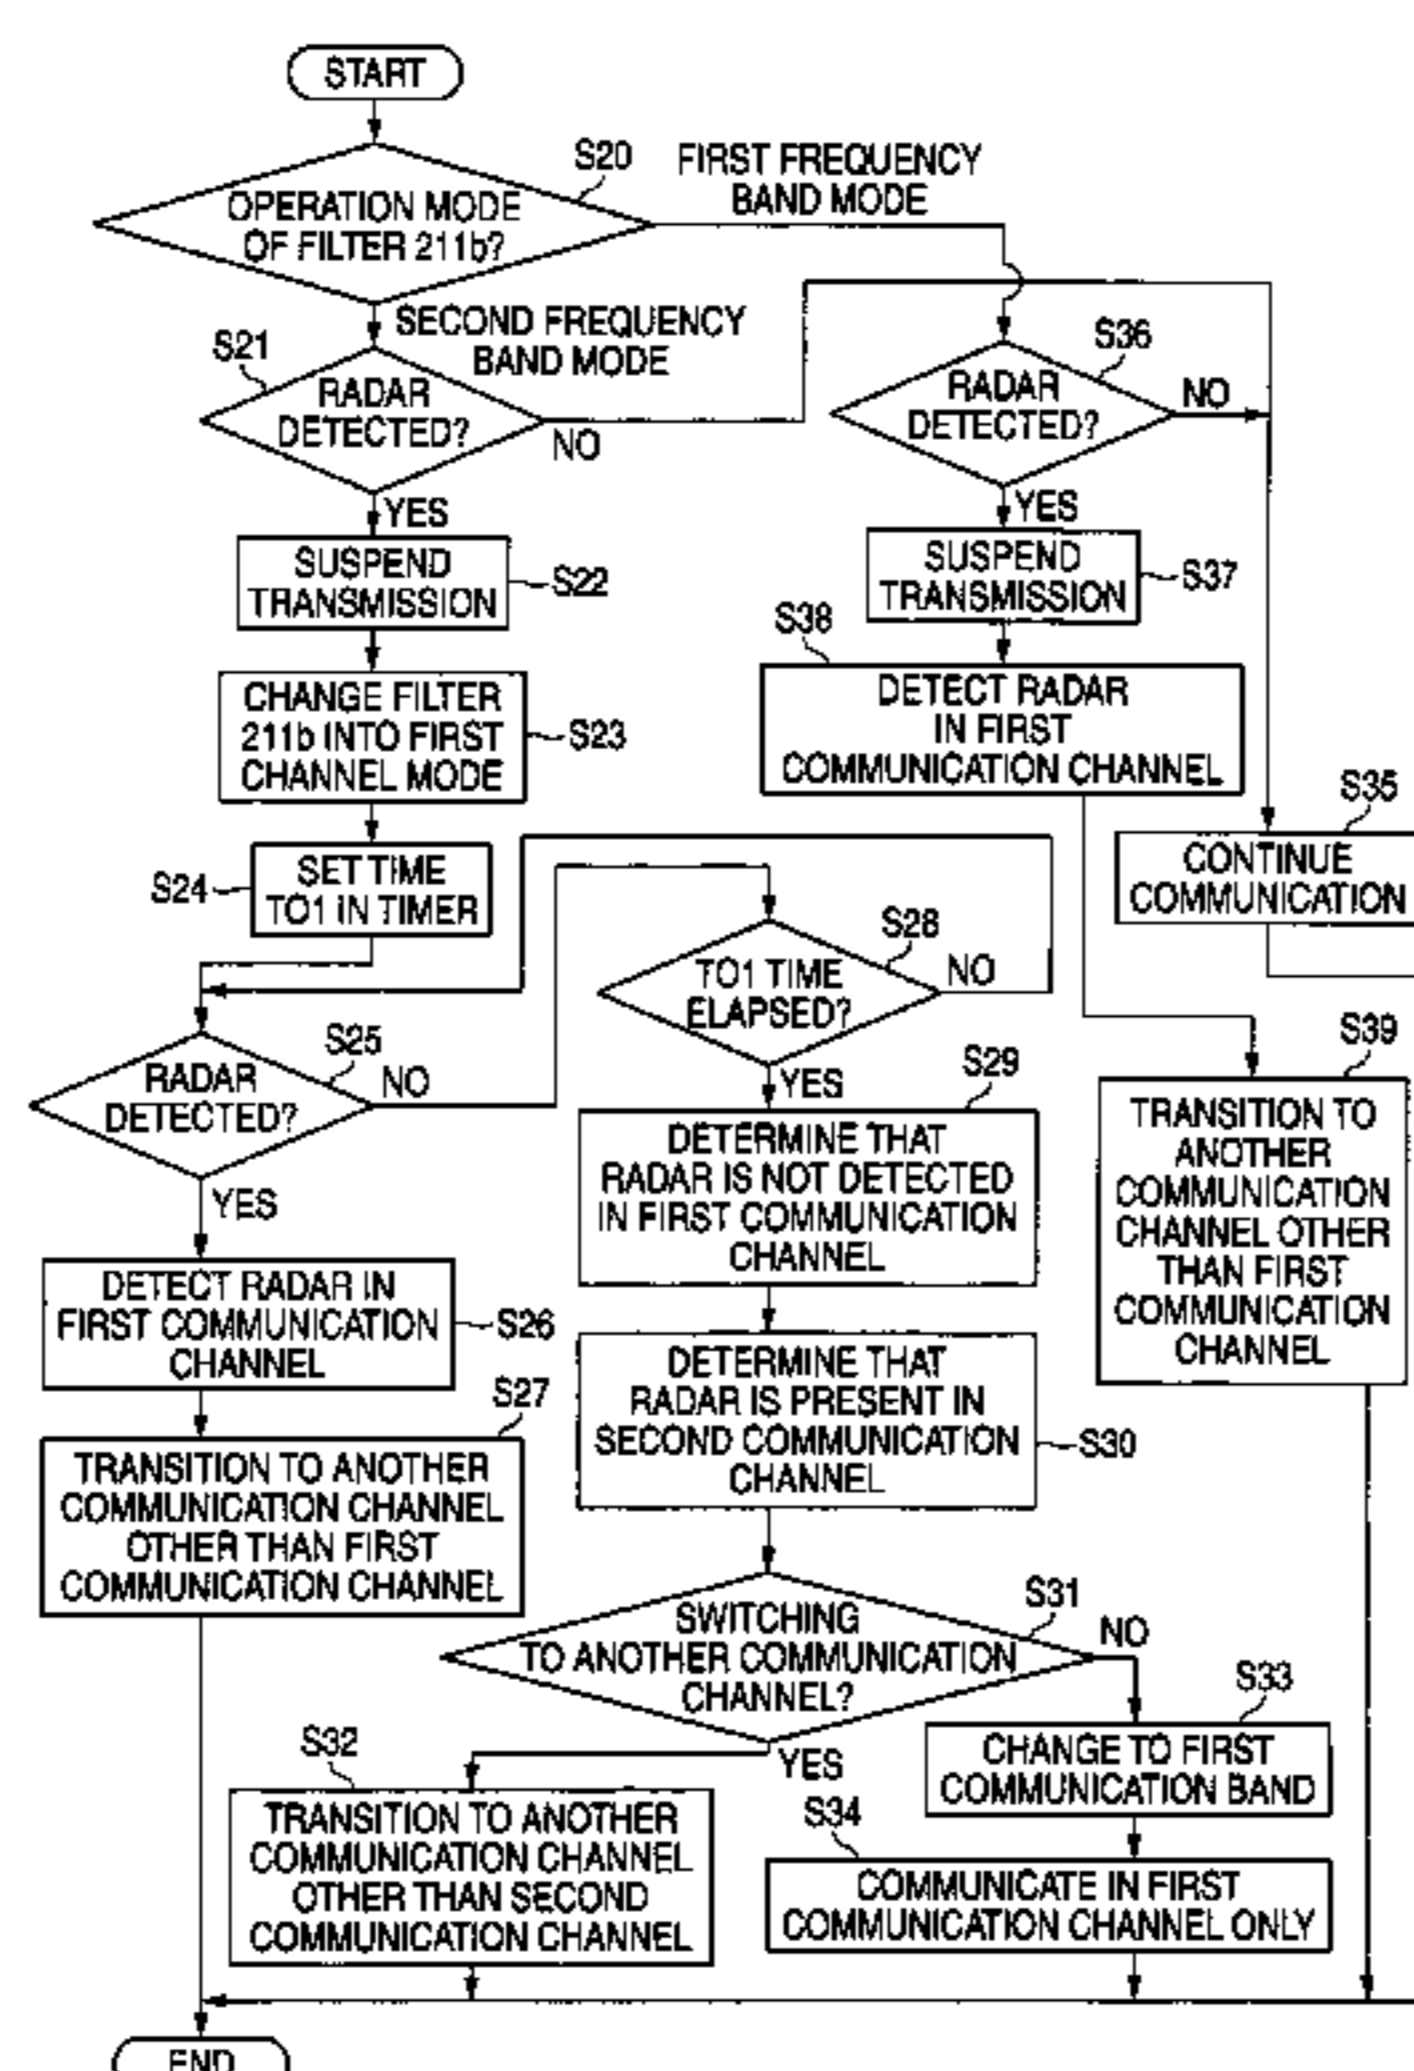 START
S20
FIRST FREQUENCY
BAND MODE
OPERATION MODE
OF FILTER 211b?
SECOND FREQUENCY
BAND MODE
S21
RADAR
DETECTED?
NO
YES
S36
RADAR
DETECTED?
NO
YES
SUSPEND
TRANSMISSION
S22
SUSPEND
TRANSMISSION
S37
CHANGE FILTER
211b INTO FIRST
CHANNEL MODE
S23
S38
DETECT RADAR
IN FIRST
COMMUNICATION CHANNEL
S24
SET TIME
TO1 IN TIMER
S35
CONTINUE
COMMUNICATION
S28
TO1 TIME
ELAPSED?
NO
YES
S25
RADAR
DETECTED?
NO
YES
S29
DETERMINE THAT
RADAR IS NOT DETECTED
IN FIRST COMMUNICATION
CHANNEL
S39
TRANSITION TO
ANOTHER
COMMUNICATION
CHANNEL OTHER
THAN FIRST
COMMUNICATION
CHANNEL
DETECT RADAR IN
FIRST COMMUNICATION
CHANNEL
S26
DETERMINE THAT
RADAR IS PRESENT IN
SECOND COMMUNICATION
CHANNEL
S30
S27
TRANSITION TO ANOTHER
COMMUNICATION CHANNEL
OTHER THAN FIRST
COMMUNICATION CHANNEL
S31
SWITCHING
TO ANOTHER COMMUNICATION
CHANNEL?
NO
YES
S33
CHANGE TO FIRST
COMMUNICATION BAND
S32
TRANSITION TO ANOTHER
COMMUNICATION CHANNEL
OTHER THAN SECOND
COMMUNICATION CHANNEL
S34
COMMUNICATE IN FIRST
COMMUNICATION CHANNEL ONLY
END